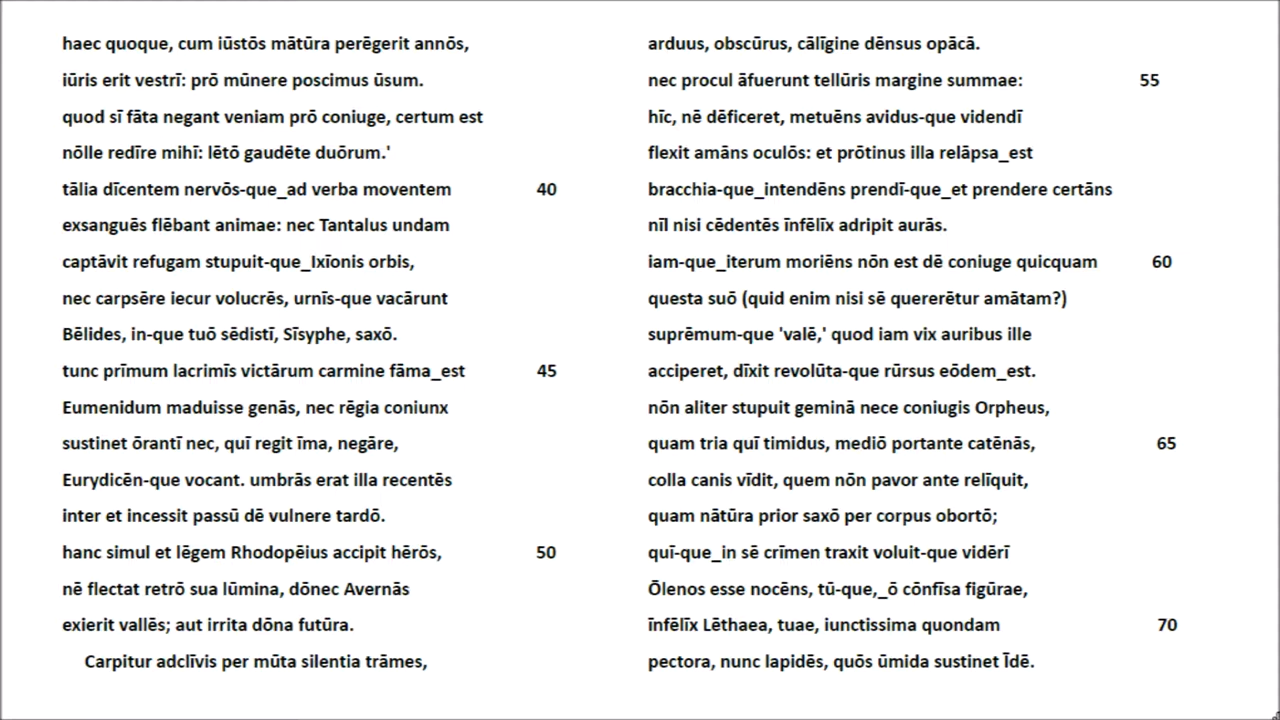 haec quoque, cum iūstōs mātūra perēgerit annōs,
iūris erit vestrī: prō mūnere poscimus ūsum.
quod sī fāta negant veniam prō coniuge, certum est
nōlle redīre mihī: lētō gaudēte duōrum.'
tālia dīcentem nervōs-que_ad verba moventem 40
exsanguēs flēbant animae: nec Tantalus undam
captāvit refugam stupuit-que_Ixīonis orbis,
nec carpsēre iecur volucrēs, urnīs-que vacārunt
Bēlides, in-que tuō sēdistī, Sīsyphe, saxō.
tunc prīmum lacrimīs victārum carmine fāma_est 45
Eumenidum maduisse genās, nec rēgia coniunx
sustinet ōrantī nec, quī regit īma, negāre,
Eurydicēn-que vocant. umbrās erat illa recentēs
inter et incessit passū dē vulnere tardō.
hanc simul et lēgem Rhodopēius accipit hērōs, 50
nē flectat retrō sua lūmina, dōnec Avernās
exierit vallēs; aut irrita dōna futūra.
Carpitur adclīvis per mūta silentia trāmes,
arduus, obscūrus, cālīgine dēnsus opācā.
nec procul āfuerunt tellūris margine summae: 55
hīc, nē dēficeret, metuēns avidus-que videndī
flexit amāns oculōs: et prōtinus illa relāpsa_est
bracchia-que_intendēns prendī-que_et prendere certāns
nīl nisi cēdentēs īnfēlīx adripit aurās.
iam-que_iterum moriēns nōn est dē coniuge quicquam 60
questa suō (quid enim nisi sē quererētur amātam?)
suprēmum-que 'valē,' quod iam vix auribus ille
acciperet, dīxit revolūta-que rūrsus eōdem_est.
nōn aliter stupuit geminā nece coniugis Orpheus,
quam tria quī timidus, mediō portante catēnās, 65
colla canis vīdit, quem nōn pavor ante relīquit,
quam nātūra prior saxō per corpus obortō;
quī-que_in sē crīmen traxit voluit-que vidērī
Ōlenos esse nocēns, tū-que,_ō cōnfīsa figūrae,
īnfēlīx Lēthaea, tuae, iunctissima quondam 70
pectora, nunc lapidēs, quōs ūmida sustinet Īdē.